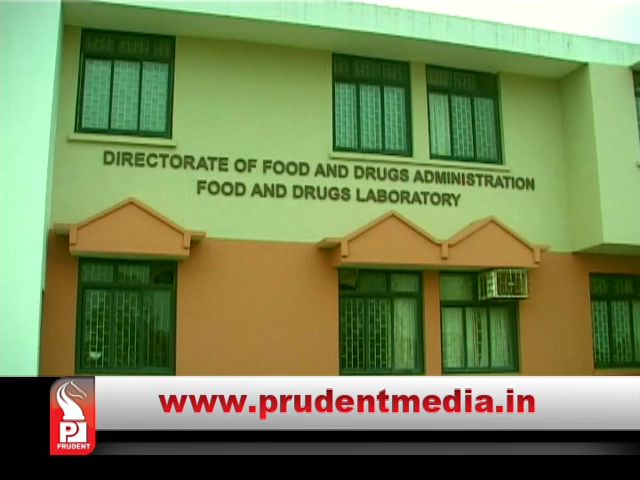 DIRECTORATE OF FOOD AND DRUGS ADMINISTRATION
FOOD AND DRUGS LABORATORY
www.prudentmedia.in
PRUDENT